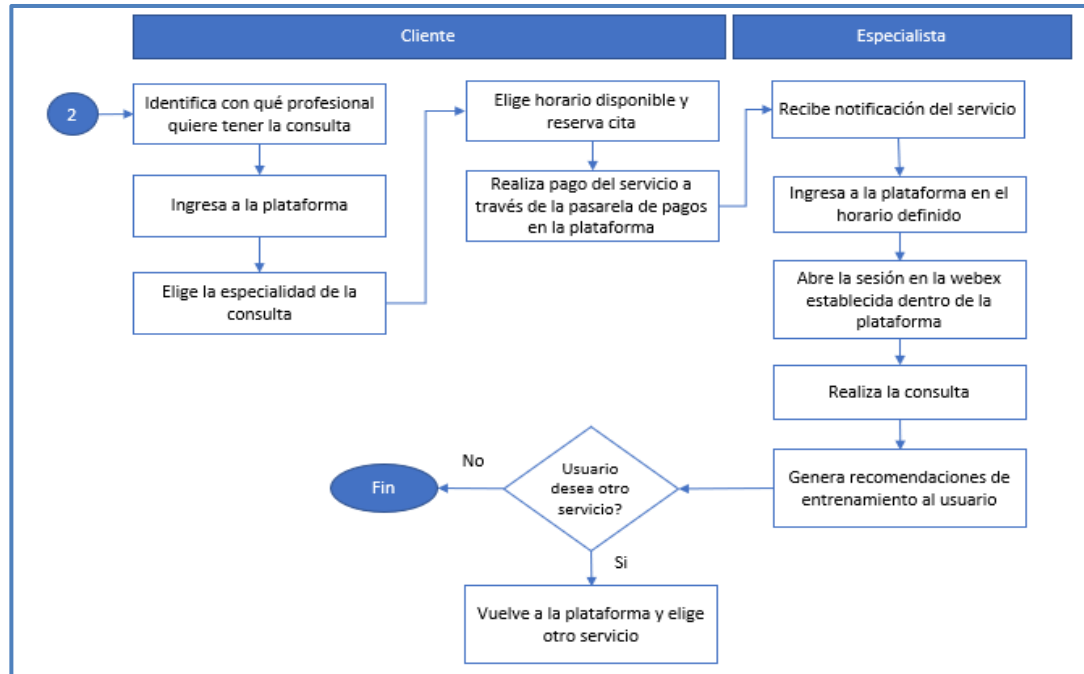 Cliente
Especialista
2
Identifica con qué profesional
quiere tener la consulta
Ingresa a la plataforma
Elige la especialidad de la
consulta
Elige horario disponible y
reserva cita
Realiza pago del servicio a
través de la pasarela de pagos
en la plataforma
Recibe notificación del servicio
Ingresa a la plataforma en el
horario definido
Abre la sesión en la webex
establecida dentro de la
plataforma
Realiza la consulta
Genera recomendaciones de
entrenamiento al usuario
Usuario
desea otro
servicio?
No
Fin
Si
Vuelve a la plataforma y elige
otro servicio